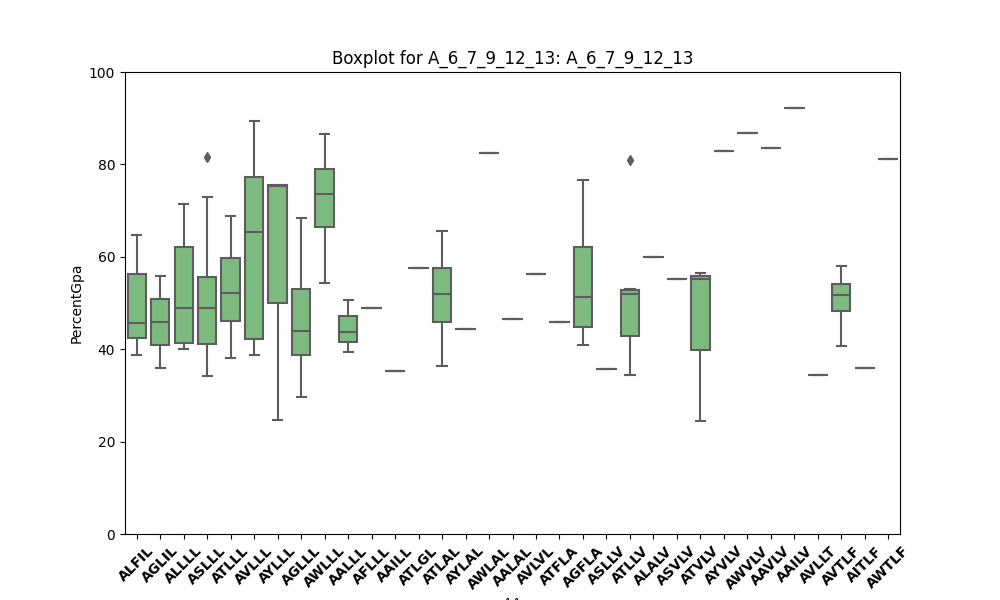 Boxplot for A_6_7_9_12_13: A_6_7_9_12_13
PercentGpa
100
80
60
40
20
0
ALFIL
AGLIL
ALLLL
ASLLL
ATLLL
AVLLL
AYLLL
AGLLL
AWLLL
AALLL
AFLLL
AAILL
ATLGL
ATLAL
AYLAL
AWLAL
AALAL
AVLVL
ATFLA
AGFLA
ASLLV
ATLLV
ALALV
ASVLV
ATVLV
AYVLV
AWVLV
AAVLV
AAILV
AVLLT
AVTLF
AITLF
AWTLF